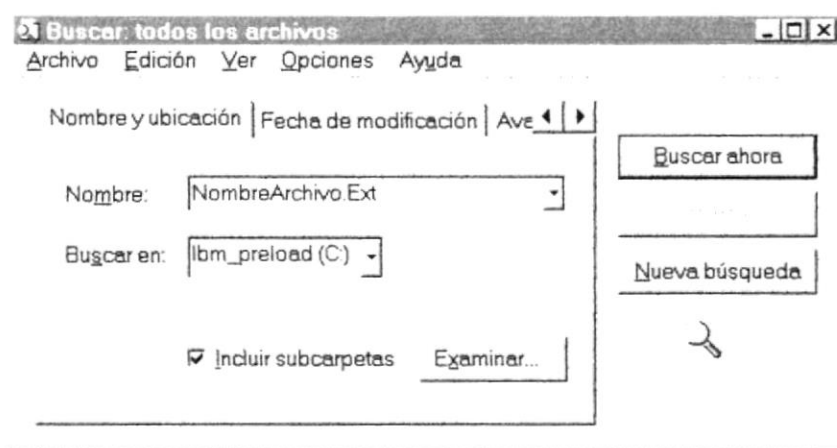 Buscar: todos los archivos
Archivo Edición Ver Opciones Ayuda
Nombre y ubicación Fecha de modificación Ava
Buscar ahora
Nombre: NombreArchivo.Ext
Buscar en: Ibm_preload (C:)
Nueva búsqueda
Incluir subcarpetas Examinar...